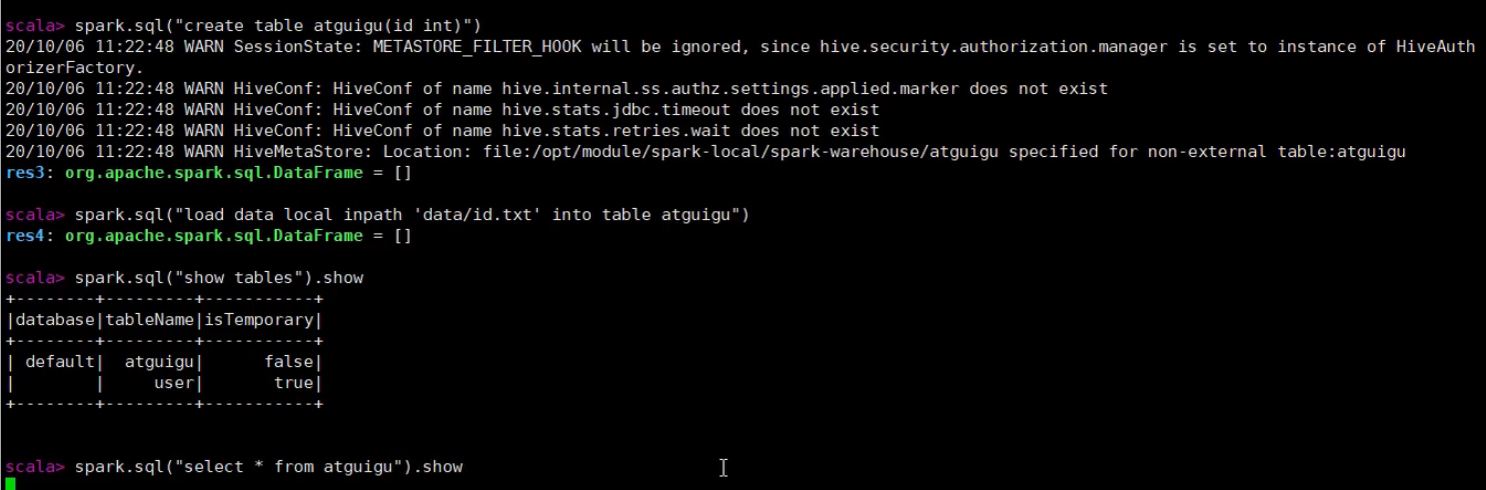 scala> spark.sql("create table atguigu(id int)")
20/10/06 11:22:48 WARN SessionState: METASTORE_FILTER_HOOK will be ignored, since hive.security.authorization.manager is set to instance of HiveAuth
orizerFactory.
20/10/06 11:22:48 WARN HiveConf: HiveConf of name hive.internal.ss.authz.settings.applied.marker does not exist
20/10/06 11:22:48 WARN HiveConf: HiveConf of name hive.stats.jdbc.timeout does not exist
20/10/06 11:22:48 WARN HiveConf: HiveConf of name hive.stats.retries.wait does not exist
20/10/06 11:22:48 WARN HiveMetaStore: Location: file:/opt/module/spark-local/spark-warehouse/atguigu specified for non-external table:atguigu
res3: org.apache.spark.sql.DataFrame = []
scala> spark.sql("load data local inpath 'data/id.txt' into table atguigu")
res4: org.apache.spark.sql.DataFrame = []
scala> spark.sql("show tables").show
+--------+---------+-----------+
|database|tableName|isTemporary|
+--------+---------+-----------+
| default|  atguigu|      false|
|        |     user|       true|
+--------+---------+-----------+
scala> spark.sql("select * from atguigu").show